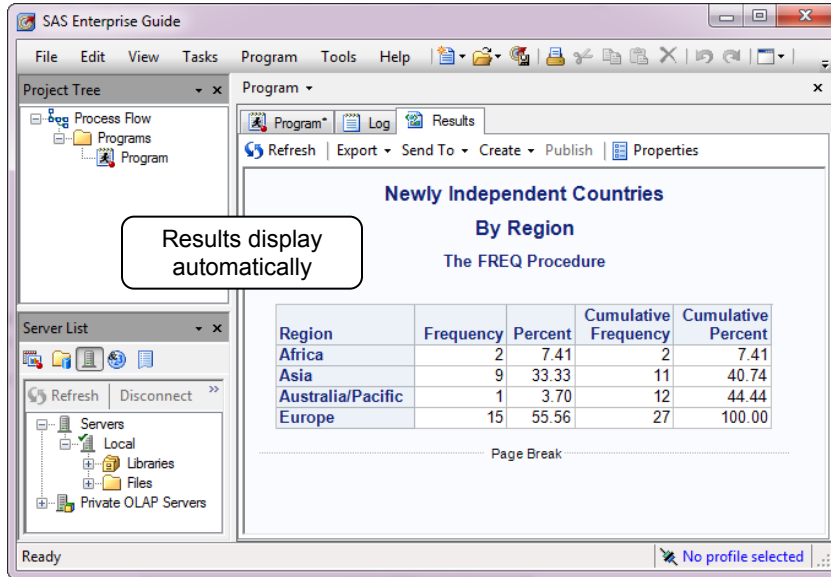 SAS Enterprise Guide
File Edit View Tasks Program Tools Help
Project Tree
Process Flow
Programs
Program
Program
Program* Log Results
Refresh Export Send To Create Publish Properties
Newly Independent Countries
By Region
The FREQ Procedure
Results display
automatically
Region Frequency Percent Cumulative Frequency Cumulative Percent
Africa 2 7.41 2 7.41
Asia 9 33.33 11 40.74
Australia/Pacific 1 3.70 12 44.44
Europe 15 55.56 27 100.00
Page Break
Server List
Refresh Disconnect »
Servers
Local
Libraries
Files
Private OLAP Servers
Ready
No profile selected